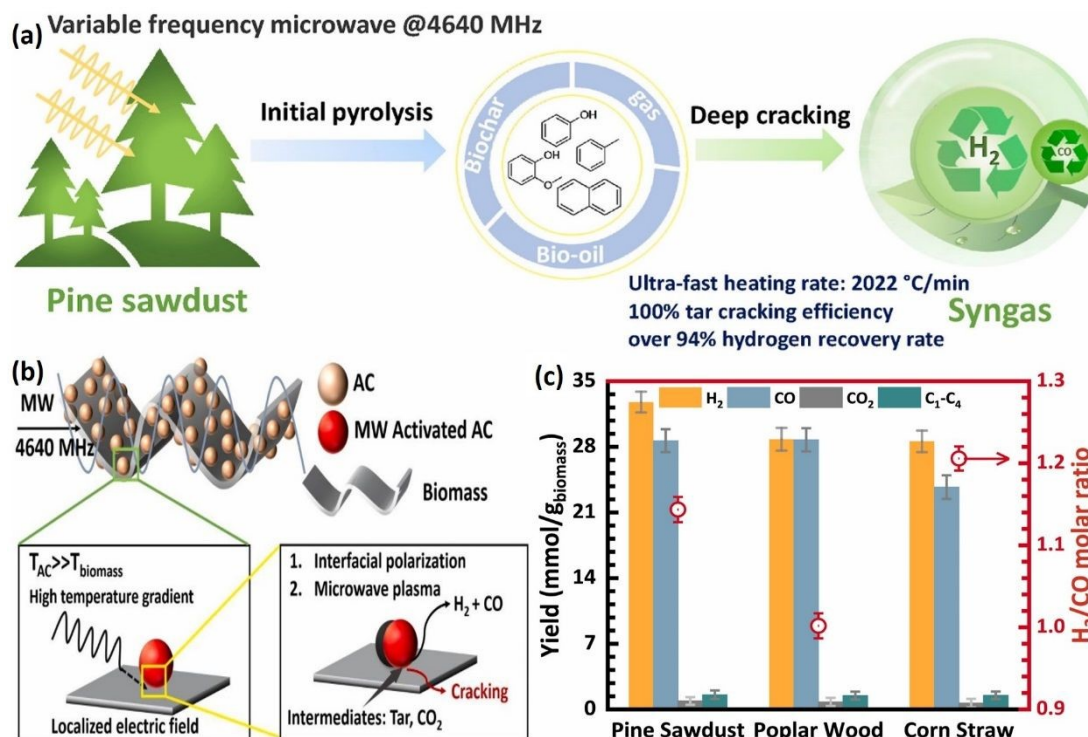 (a) Variable frequency microwave @4640 MHz
Initial pyrolysis
Deep cracking
Biochar
gas
Bio-oil
OH
OH
O
H₂
CO
Pine sawdust
Ultra-fast heating rate: 2022 °C/min
100% tar cracking efficiency
over 94% hydrogen recovery rate
Syngas
(b)
MW
4640 MHz
AC
MW Activated AC
Biomass
T_AC>>T_biomass
High temperature gradient
Localized electric field
1. Interfacial polarization
2. Microwave plasma
H₂ + CO
Cracking
Intermediates: Tar, CO₂
(c)
H₂ CO CO₂ C₁-C₄
Yield (mmol/g_biomass)
35
28
21
14
7
0
1.3
1.2
1.1
1.0
0.9
H₂/CO molar ratio
Pine Sawdust Poplar Wood Corn Straw